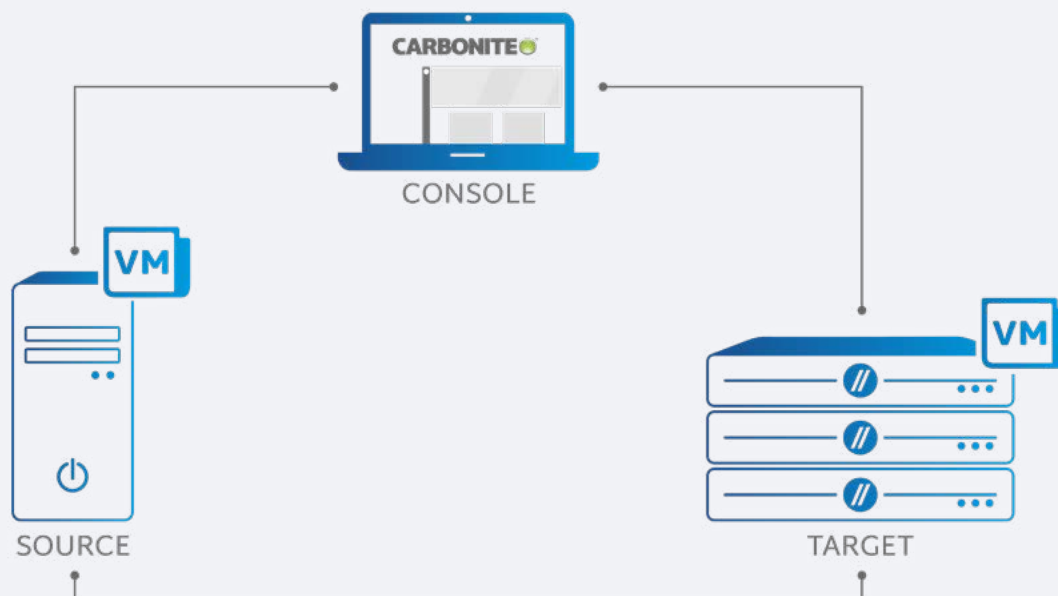 CARBONITE
CONSOLE
VM
VM
SOURCE
TARGET